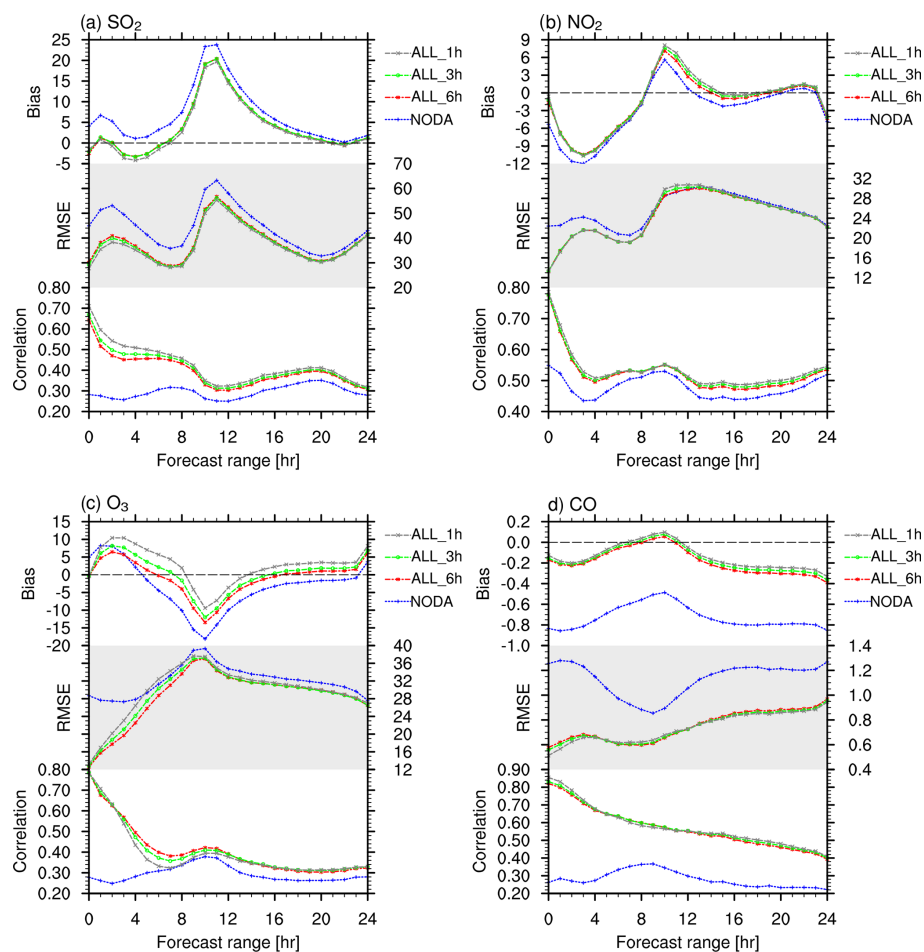 (a) SO2
25
20
15
10
5
0
-5
Bias
70
60
50
40
30
20
RMSE
0.80
0.70
0.60
0.50
0.40
0.30
0.20
Correlation
0 4 8 12 16 20 24
Forecast range [hr]
ALL_1h
ALL_3h
ALL_6h
NODA
(b) NO2
9
6
3
0
-3
-6
-9
-12
Bias
32
28
24
20
16
12
RMSE
0.80
0.70
0.60
0.50
0.40
Correlation
0 4 8 12 16 20 24
Forecast range [hr]
ALL_1h
ALL_3h
ALL_6h
NODA
(c) O3
15
10
5
0
-5
-10
-15
-20
Bias
40
36
32
28
24
20
16
12
RMSE
0.80
0.70
0.60
0.50
0.40
0.30
0.20
Correlation
0 4 8 12 16 20 24
Forecast range [hr]
ALL_1h
ALL_3h
ALL_6h
NODA
d) CO
0.2
0.0
-0.2
-0.4
-0.6
-0.8
-1.0
Bias
1.4
1.2
1.0
0.8
0.6
0.4
RMSE
0.90
0.80
0.70
0.60
0.50
0.40
0.30
0.20
Correlation
0 4 8 12 16 20 24
Forecast range [hr]
ALL_1h
ALL_3h
ALL_6h
NODA